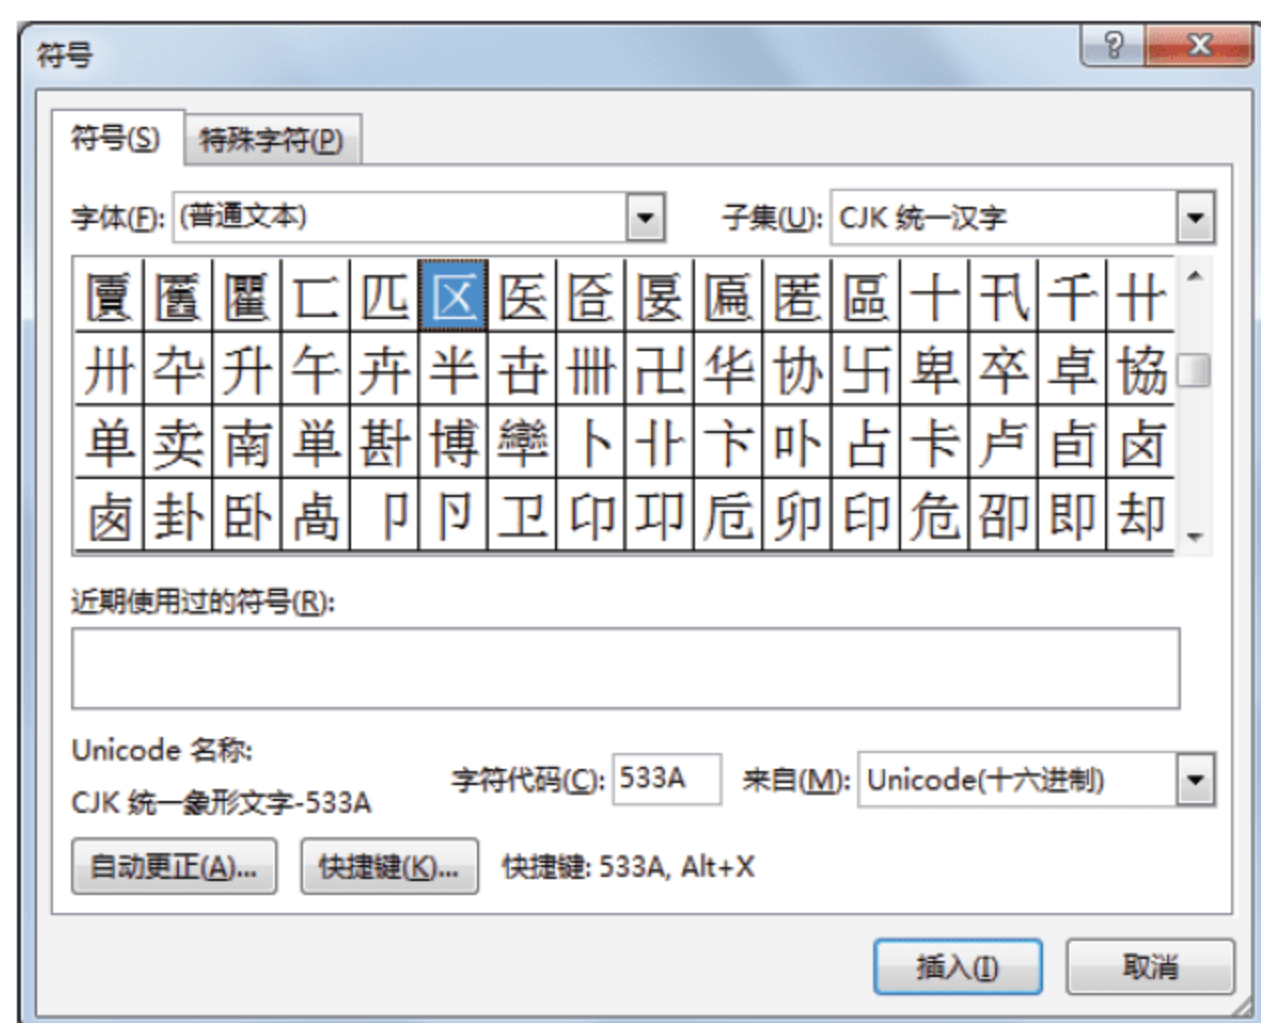 符号
符号(S) 特殊字符(P)
字体(F): (普通文本) 子集(U): CJK 统一汉字
匵 匶 匷 匸 匹 区 医 匼 匽 匾 匿 區 十 卂 千 卄
卅 卆 升 午 卉 半 卋 卌 卍 华 协 卐 卑 卒 卓 協
单 卖 南 単 卙 博 卛 卜 卝 卞 卟 占 卡 卢 卣 卤
卥 卦 卧 卨 卩 卪 卫 卬 卭 卮 卯 印 危 卲 即 却
近期使用过的符号(R):
Unicode 名称:
CJK 统一象形文字-533A
字符代码(C): 533A 来自(M): Unicode(十六进制)
自动更正(A)... 快捷键(K)... 快捷键: 533A, Alt+X
插入(I) 取消